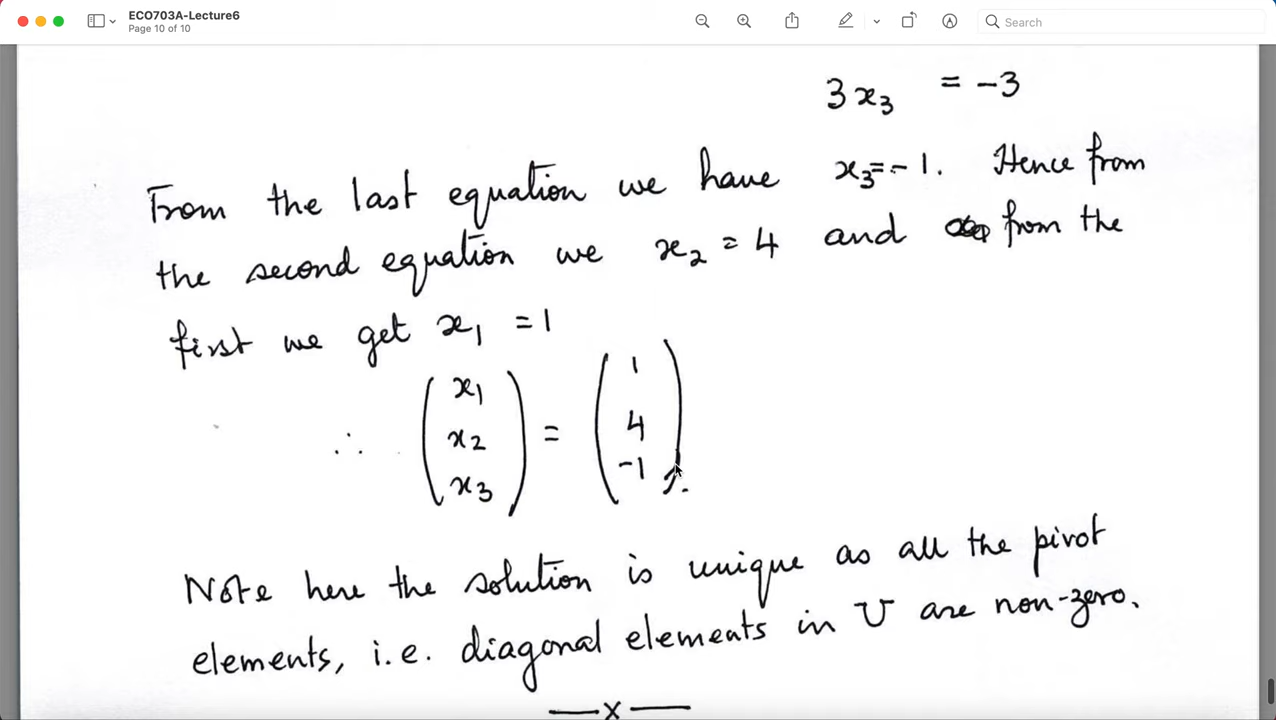 ECO703A-Lecture6
Page 10 of 10
Search
3x₃ = -3
From the last equation we have x₃ = -1. Hence from
the second equation we x₂ = 4 and from the
first we get x₁ = 1
∴ (x₁ x₂ x₃) = (1 4 -1).
Note here the solution is unique as all the pivot
elements, i.e. diagonal elements in U are non-zero.
—x—